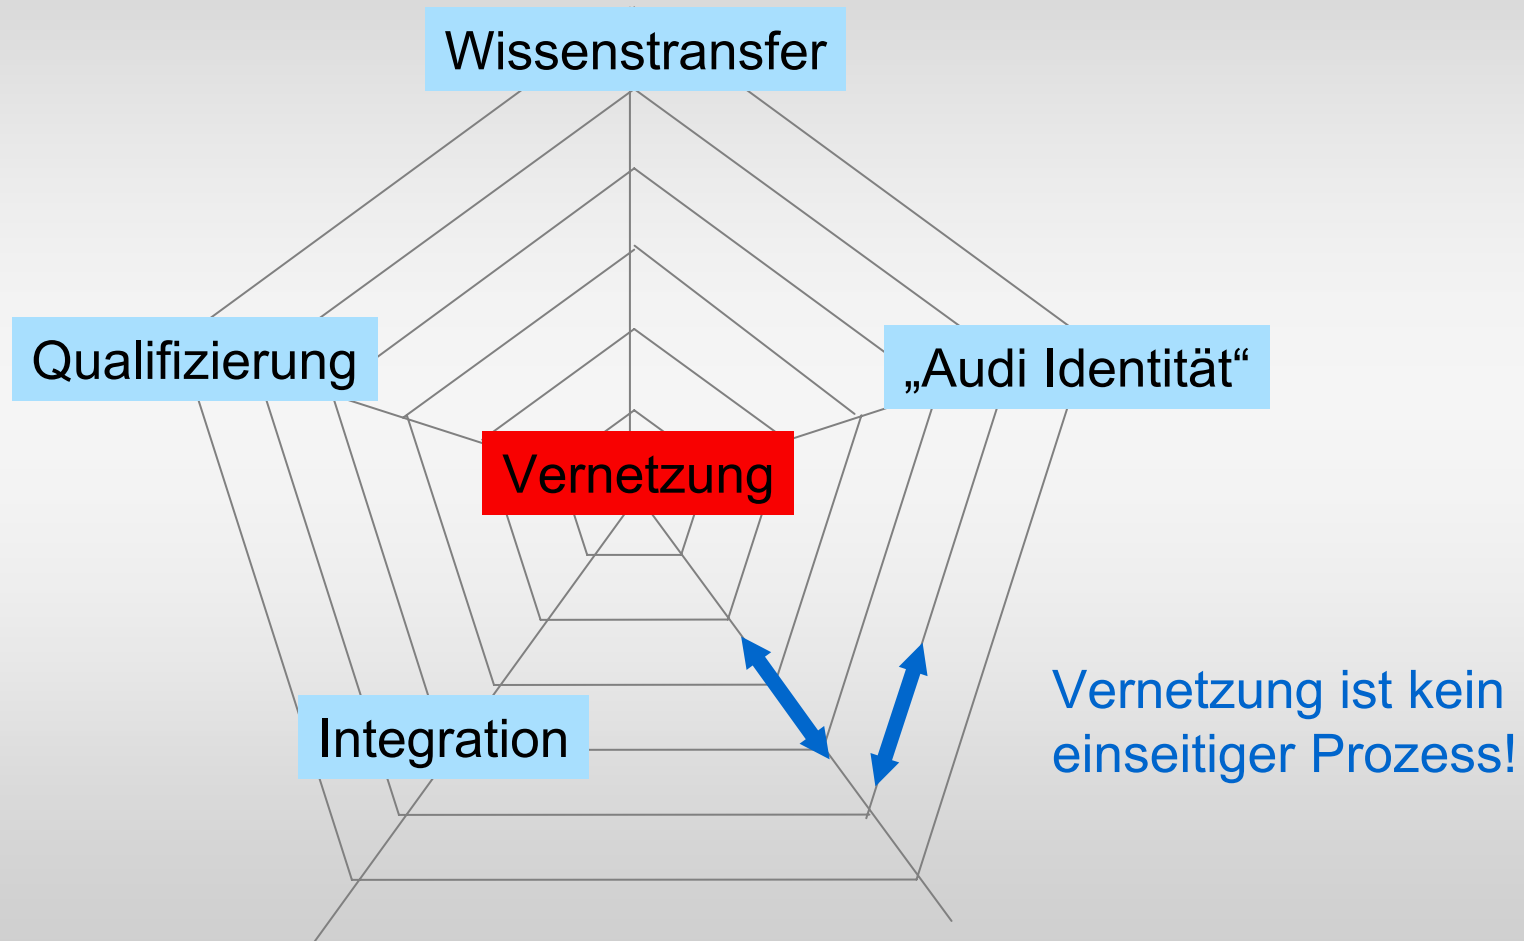 Wissenstransfer
Qualifizierung
„Audi Identität“
Vernetzung
Integration
Vernetzung ist kein
einseitiger Prozess!